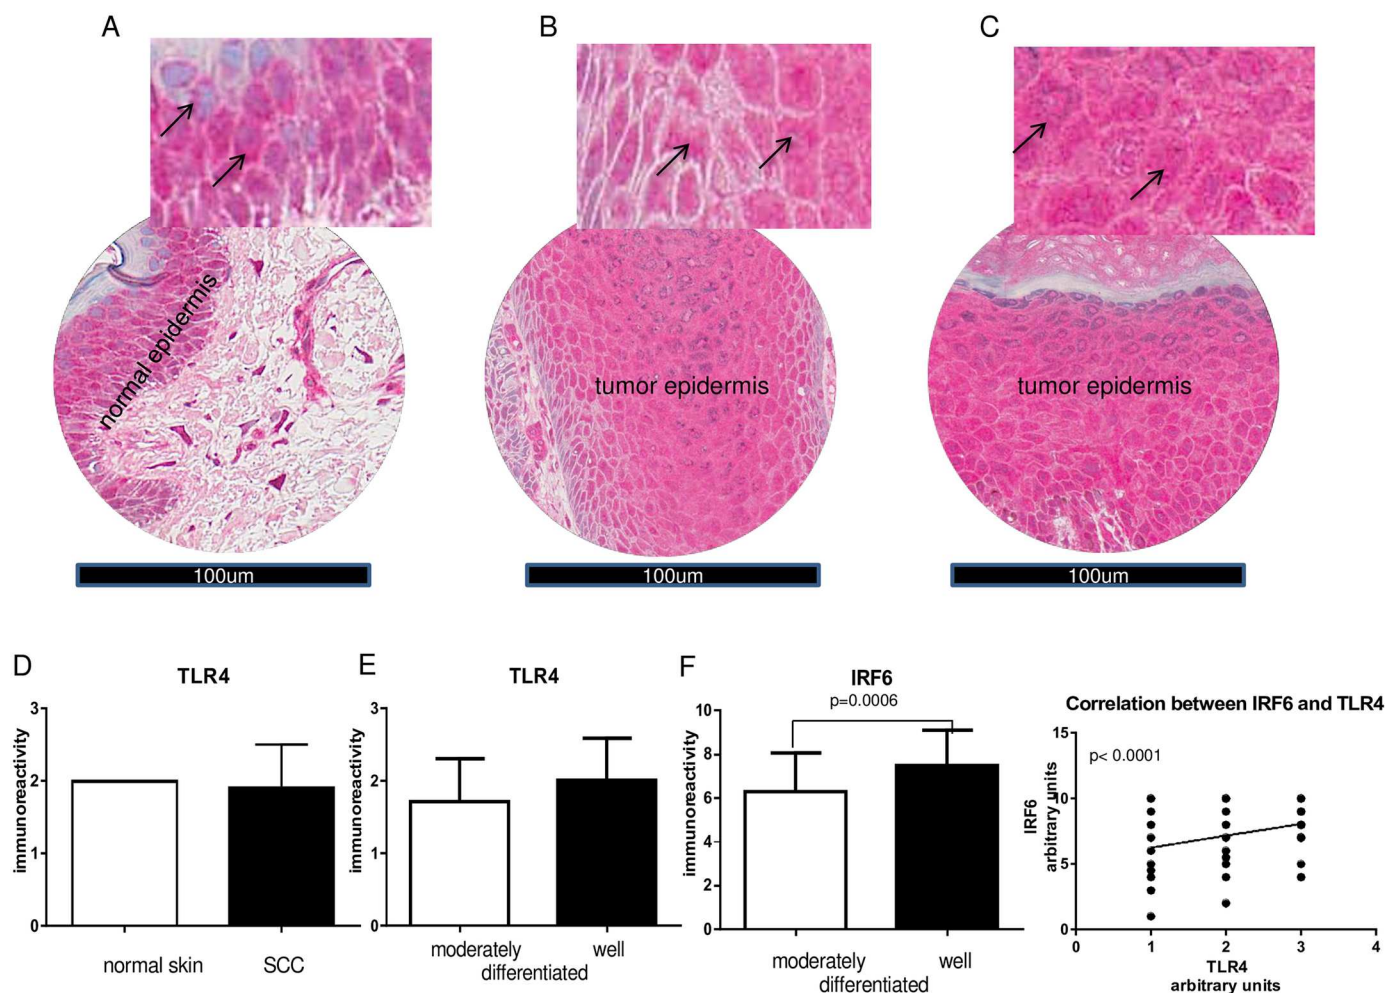 A
B
C
normal epidermis
tumor epidermis
tumor epidermis
100um
100um
100um
D
TLR4
immunoreactivity
3
2
1
0
normal skin
SCC
E
TLR4
immunoreactivity
3
2
1
0
moderately
well
differentiated
F
IRF6
p=0.0006
immunoreactivity
10
8
6
4
2
0
moderately
well
differentiated
Correlation between IRF6 and TLR4
p< 0.0001
IRF6
arbitrary units
15
10
5
0
0
1
2
3
4
TLR4
arbitrary units